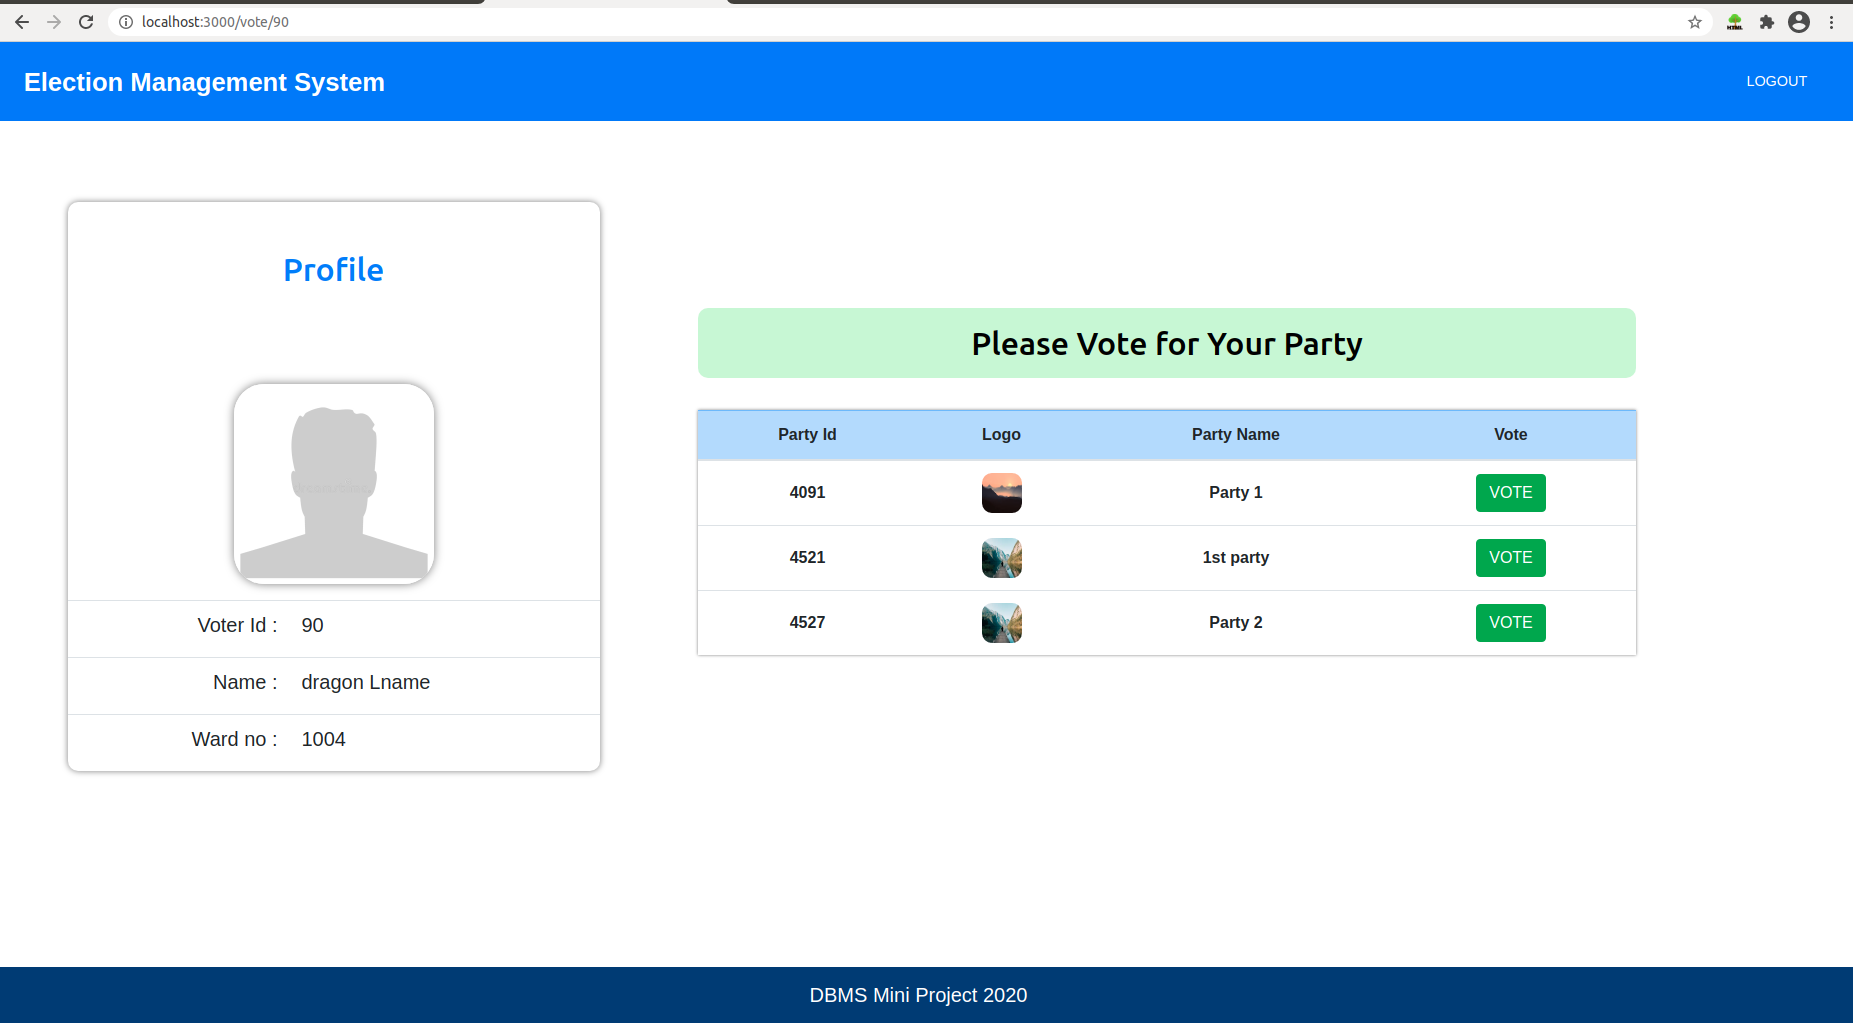 localhost:3000/vote/90
Election Management System
LOGOUT
Profile
Voter Id : 90
Name : dragon Lname
Ward no : 1004
Please Vote for Your Party
Party Id Logo Party Name Vote
4091 Party 1 VOTE
4521 1st party VOTE
4527 Party 2 VOTE
DBMS Mini Project 2020